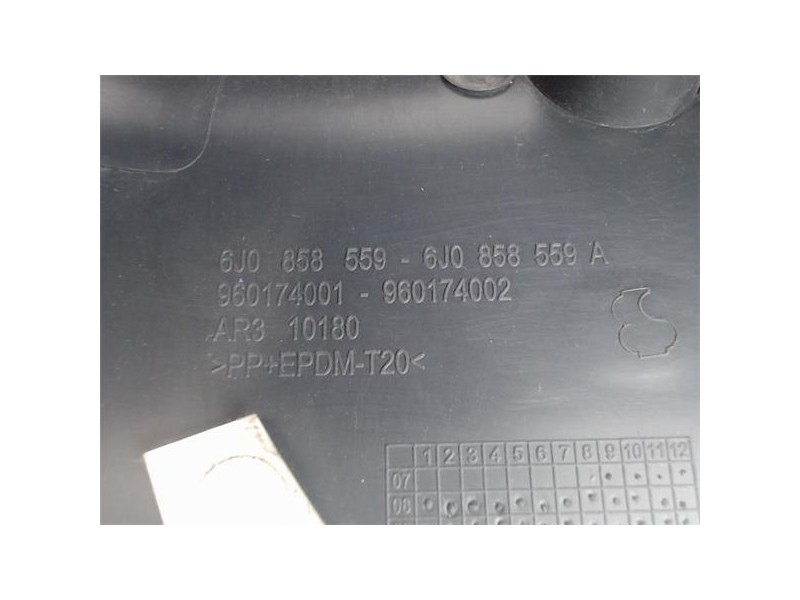 6J0 858 559 - 6J0 858 559 A
960174001 - 960174002
AR3 10180
>PP+EPDM-T20<
1 2 3 4 5 6 7 8 9 10 11 12
07
08